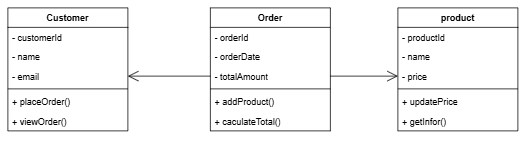 Customer
- customerId
- name
- email
+ placeOrder()
+ viewOrder()
Order
- orderId
- orderDate
- totalAmount
+ addProduct()
+ caculateTotal()
product
- productId
- name
- price
+ updatePrice
+ getInfor()